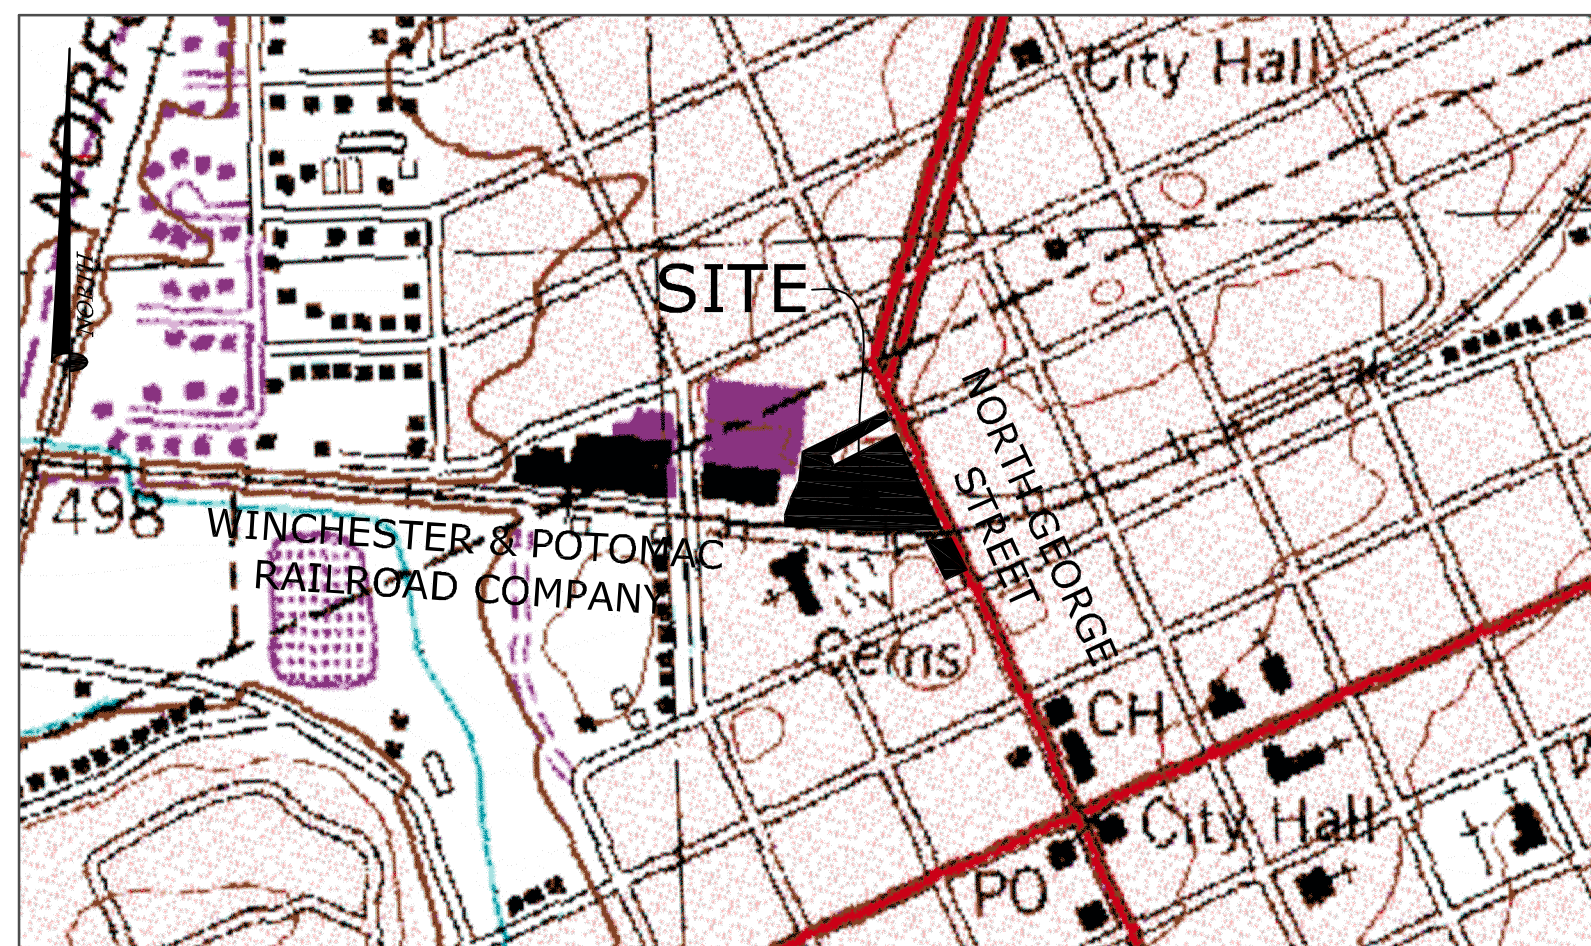 NORF
City Hall
NORTH
SITE
NORTH GEORGE
STREET
498
WINCHESTER & POTOMAC
RAILROAD COMPANY
Cems
CH
City Hall
PO